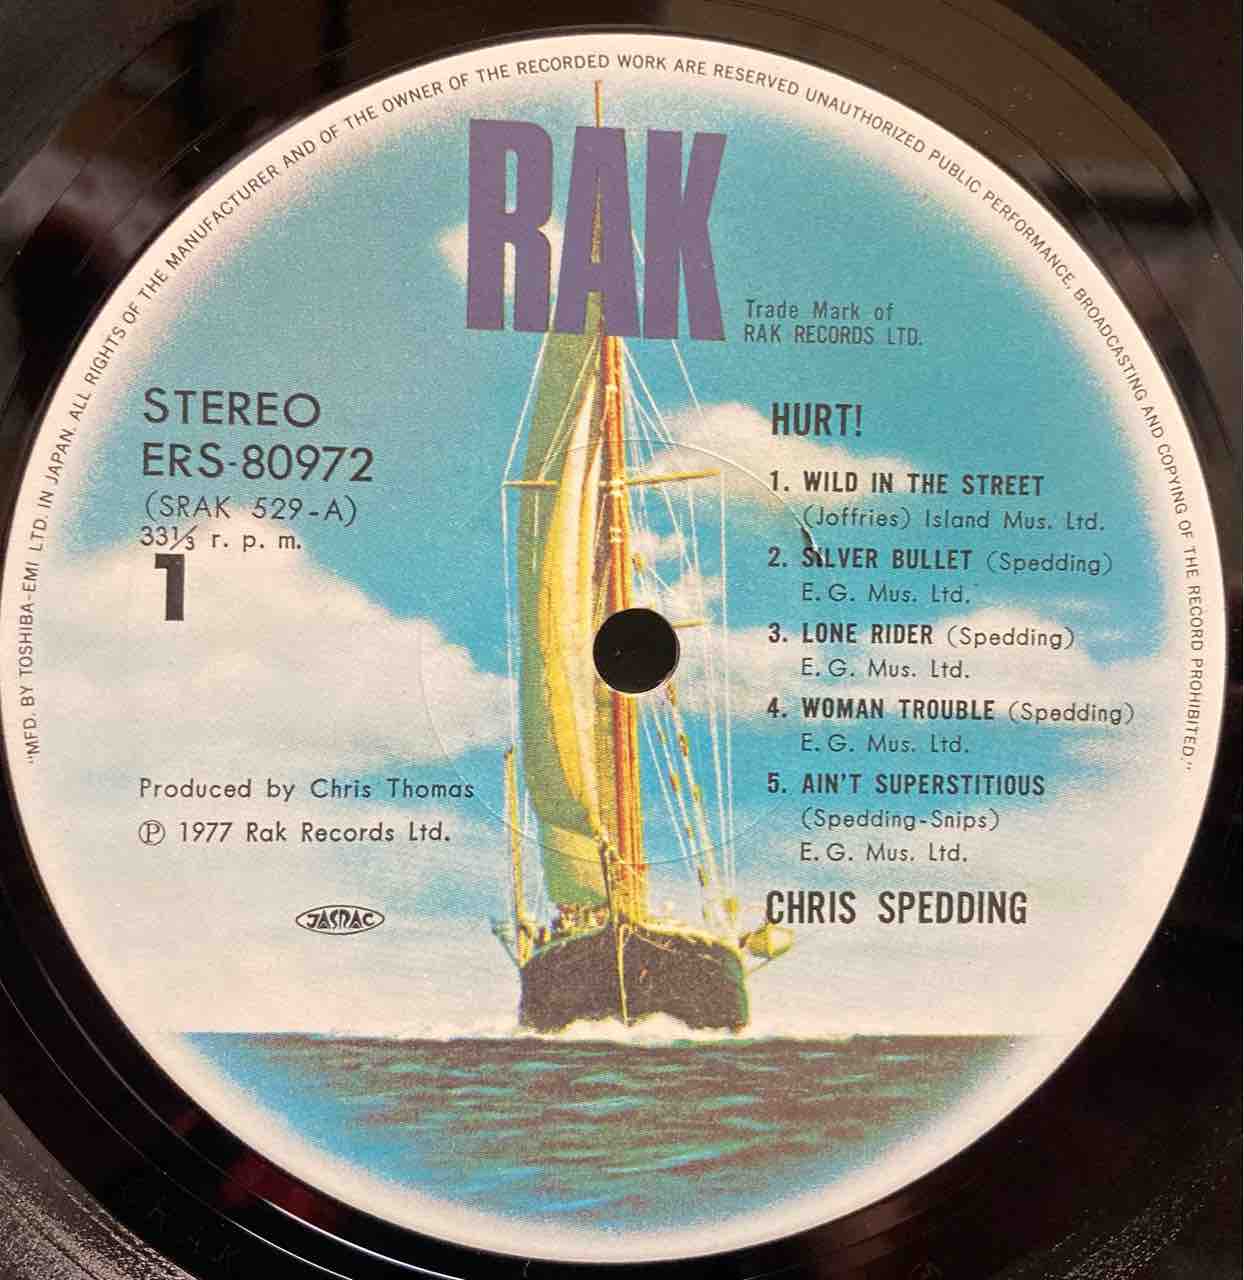 "MFD. BY TOSHIBA-EMI LTD. IN JAPAN. ALL RIGHTS OF THE MANUFACTURER AND OF THE OWNER OF THE RECORDED WORK ARE RESERVED UNAUTHORIZED PUBLIC PERFORMANCE, BROADCASTING AND COPYING OF THE RECORD PROHIBITED."
RAK
Trade Mark of
RAK RECORDS LTD.
STEREO
ERS-80972
(SRAK 529-A)
33⅓ r. p. m.
1
Produced by Chris Thomas
℗ 1977 Rak Records Ltd.
JASRAC
HURT!
1. WILD IN THE STREET
(Joffries) Island Mus. Ltd.
2. SILVER BULLET (Spedding)
E. G. Mus. Ltd.
3. LONE RIDER (Spedding)
E. G. Mus. Ltd.
4. WOMAN TROUBLE (Spedding)
E. G. Mus. Ltd.
5. AIN'T SUPERSTITIOUS
(Spedding-Snips)
E. G. Mus. Ltd.
CHRIS SPEDDING